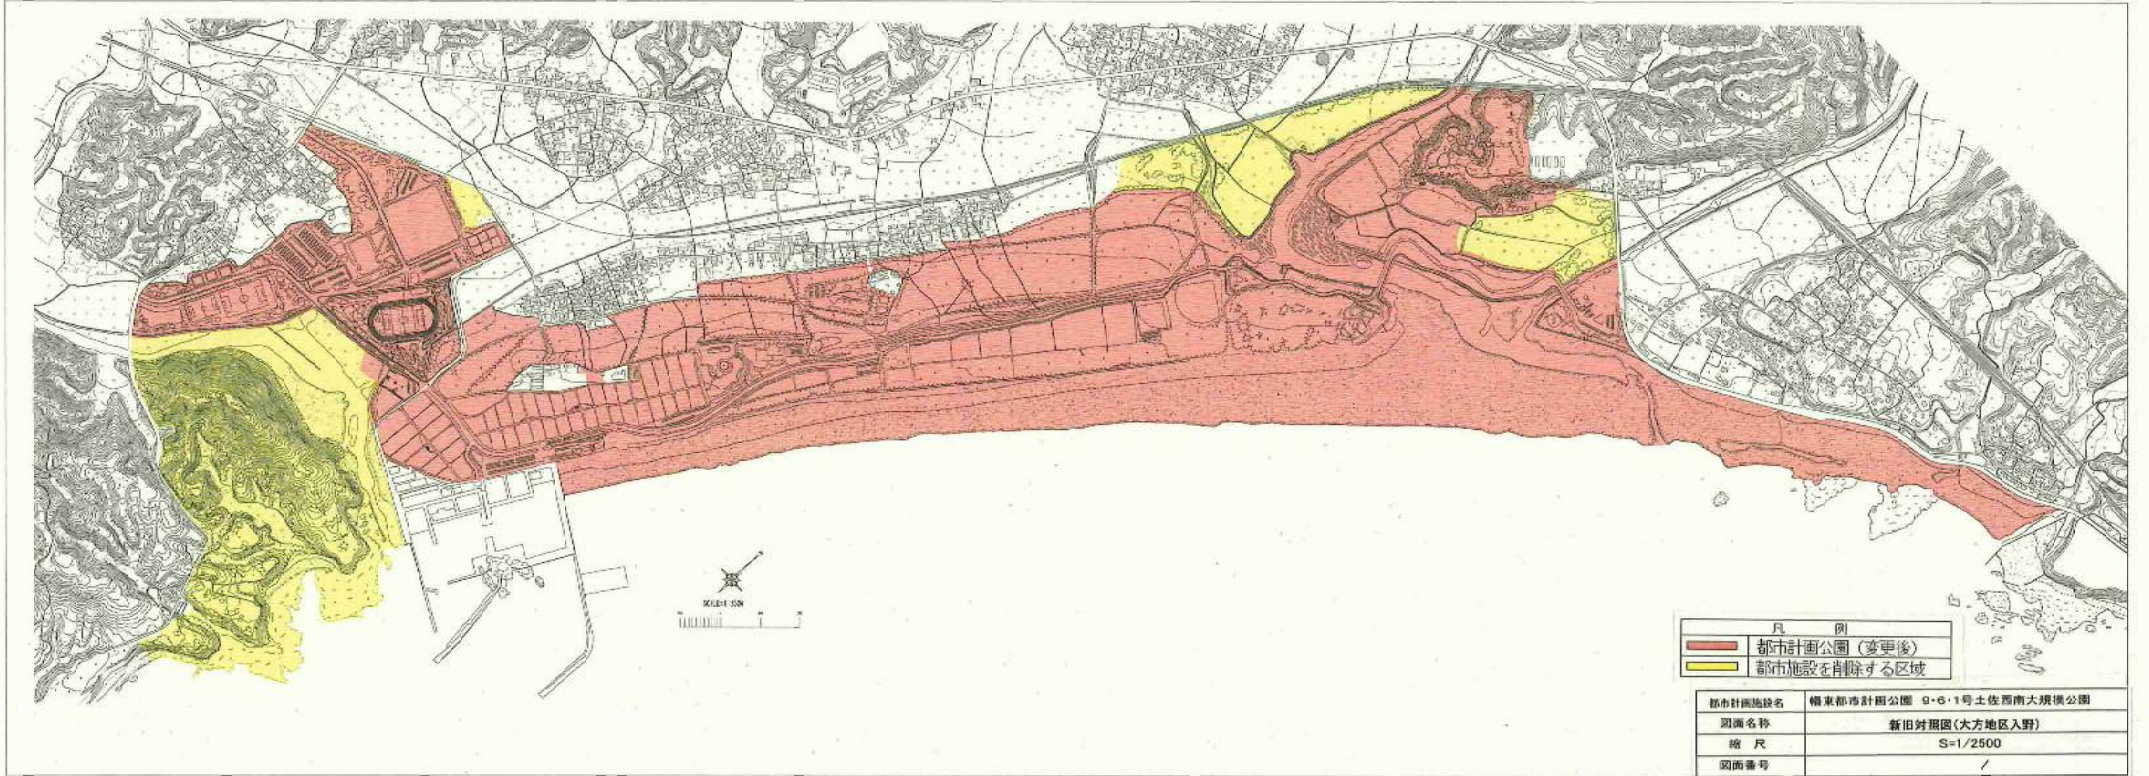 凡 例
都市計画公園（変更後）
都市施設を削除する区域
都市計画施設名 幡東都市計画公園 9・6・1号土佐西南大規模公園
図面名称 新旧対照図(大方地区入野)
縮 尺 S=1/2500
図面番号 /